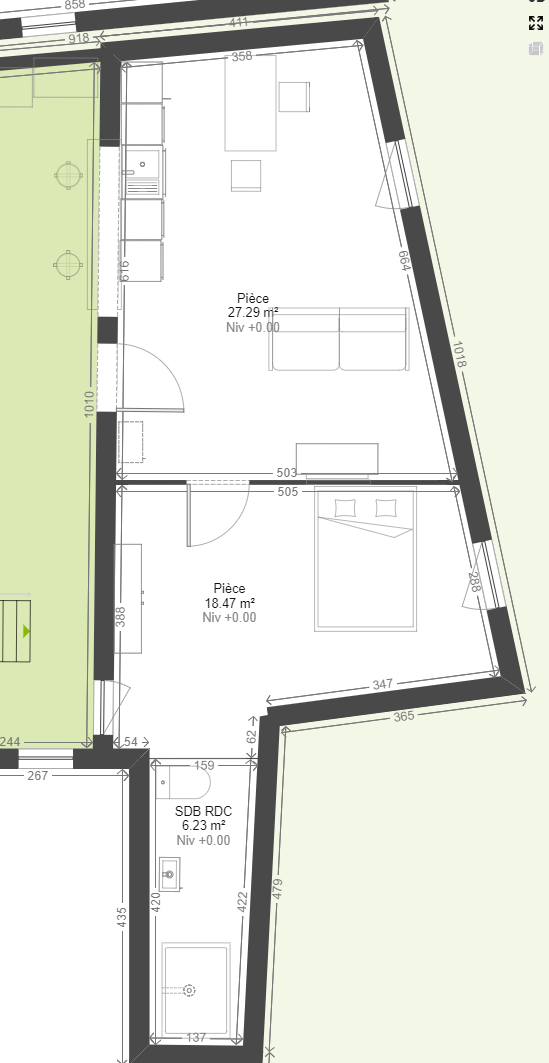 858
918
411
358
616
664
Pièce
27.29 m²
Niv +0.00
1018
1010
503
505
Pièce
18.47 m²
Niv +0.00
288
388
347
365
62
244
54
267
159
SDB RDC
6.23 m²
Niv +0.00
420
422
479
435
137